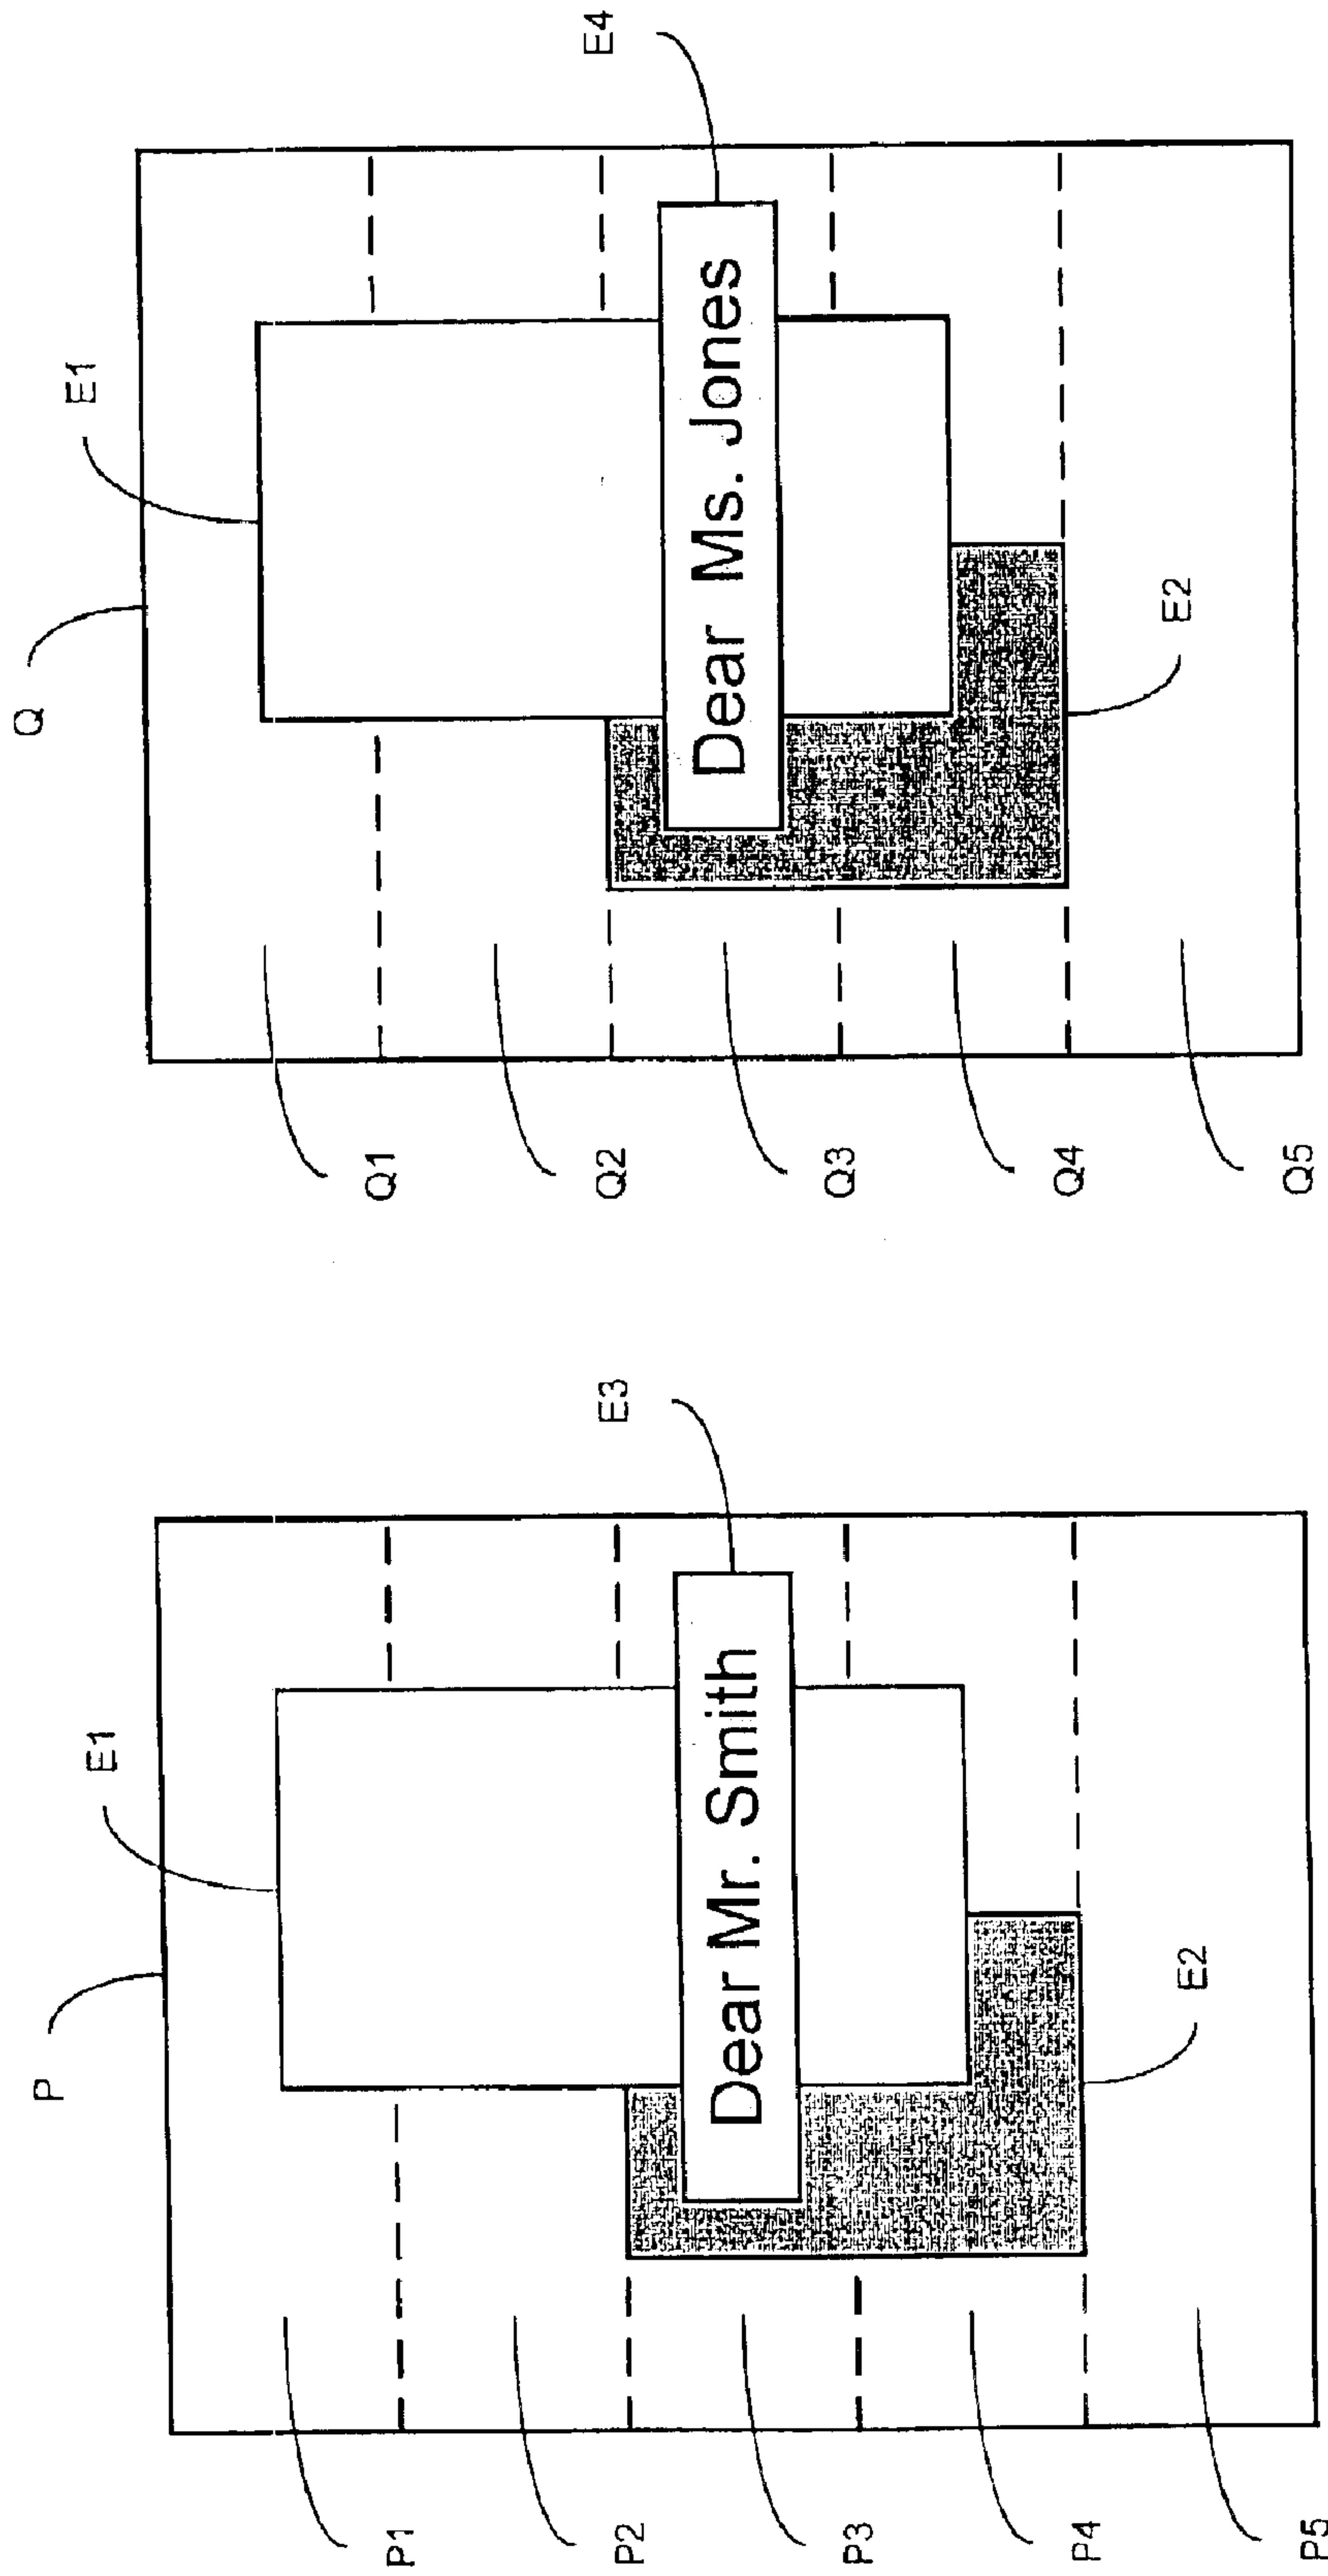 P
E1
P1
E3
P2
Dear Mr. Smith
P3
P4
E2
P5
Q
E1
Q1
E4
Q2
Dear Ms. Jones
Q3
Q4
E2
Q5